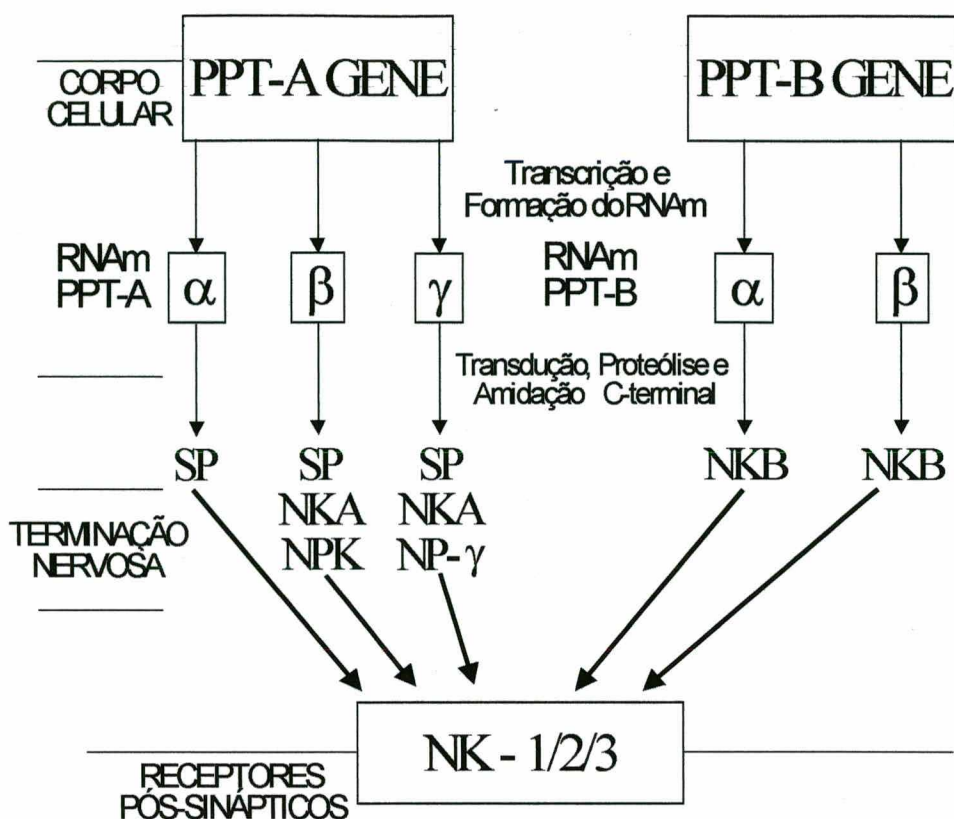 PPT-A GENE
PPT-B GENE
CORPO
CELULAR
Transcrição e
Formação do RNAm
RNAm
PPT-A
α
β
γ
RNAm
PPT-B
α
β
Transdução, Proteólise e
Amidação C-terminal
SP
SP
NKA
NPK
SP
NKA
NP-γ
NKB
NKB
TERMINAÇÃO
NERVOSA
NK - 1/2/3
RECEPTORES
PÓS-SINÁPTICOS